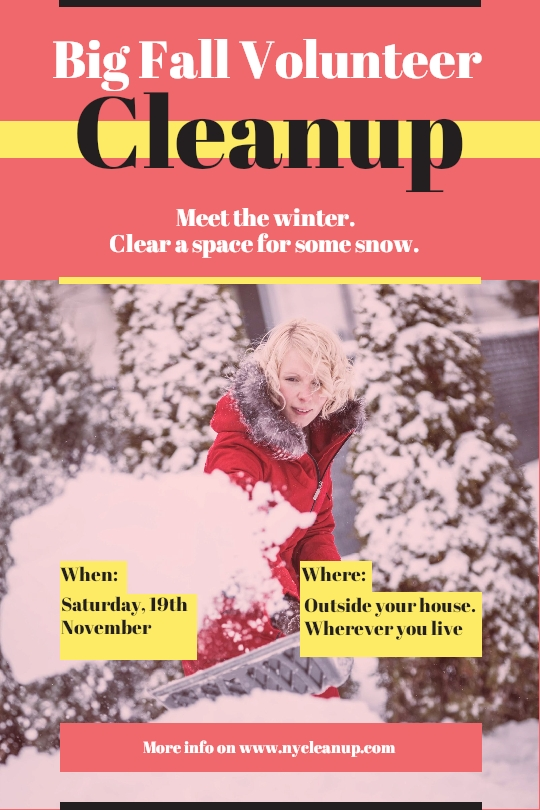 Big Fall Volunteer
Cleanup
Meet the winter.
Clear a space for some snow.
When:
Saturday, 19th
November
Where:
Outside your house.
Wherever you live
More info on www.nycleanup.com